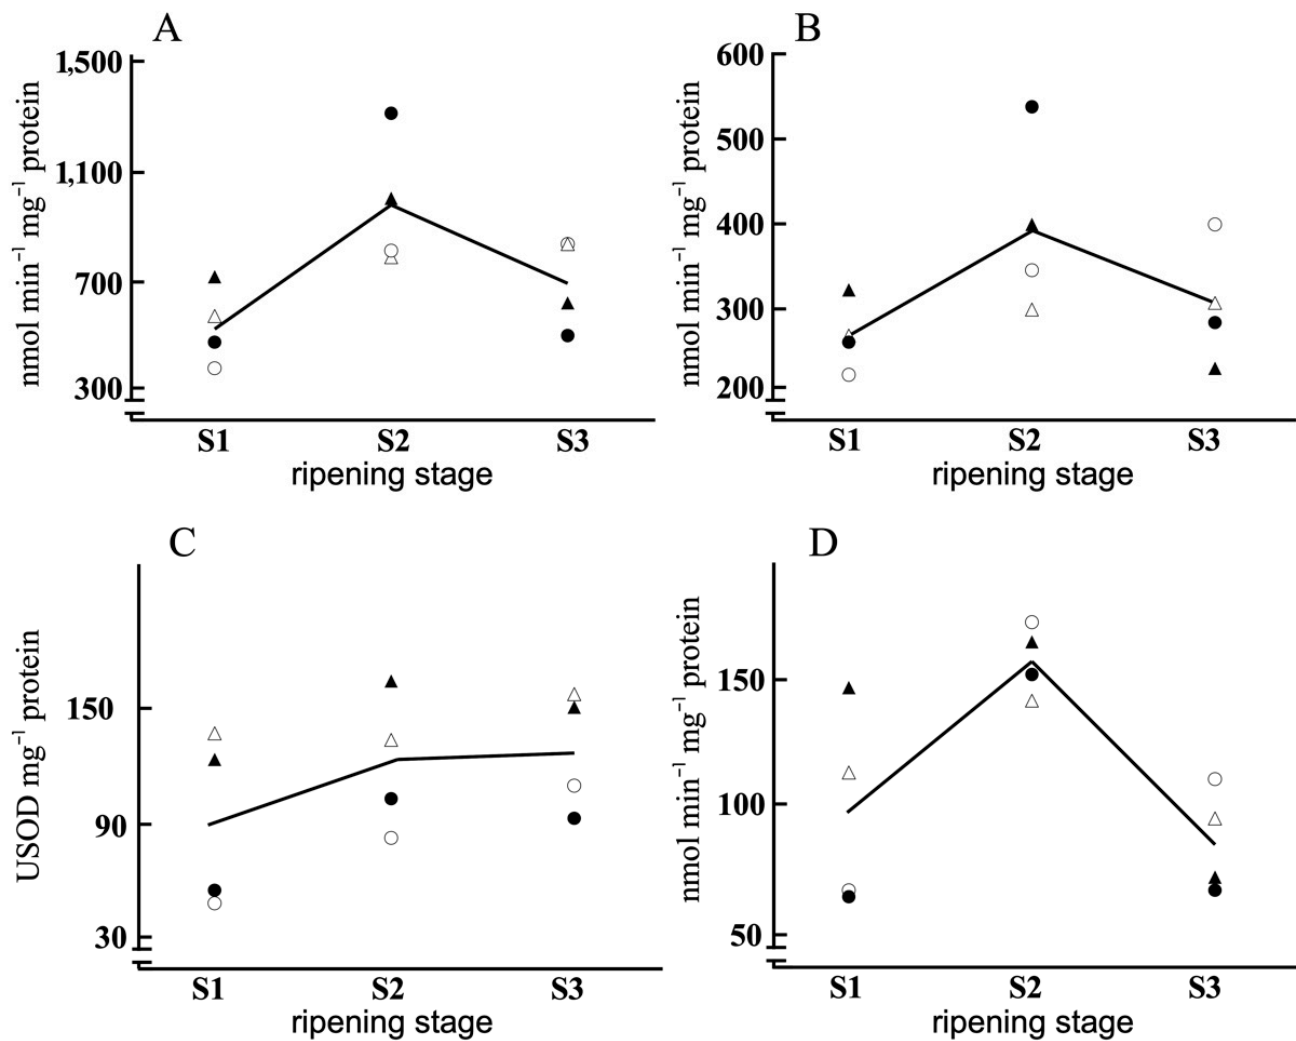 A
nmol min⁻¹ mg⁻¹ protein
1,500
1,100
700
300
S1 S2 S3
ripening stage
B
nmol min⁻¹ mg⁻¹ protein
600
500
400
300
200
S1 S2 S3
ripening stage
C
USOD mg⁻¹ protein
150
90
30
S1 S2 S3
ripening stage
D
nmol min⁻¹ mg⁻¹ protein
150
100
50
S1 S2 S3
ripening stage